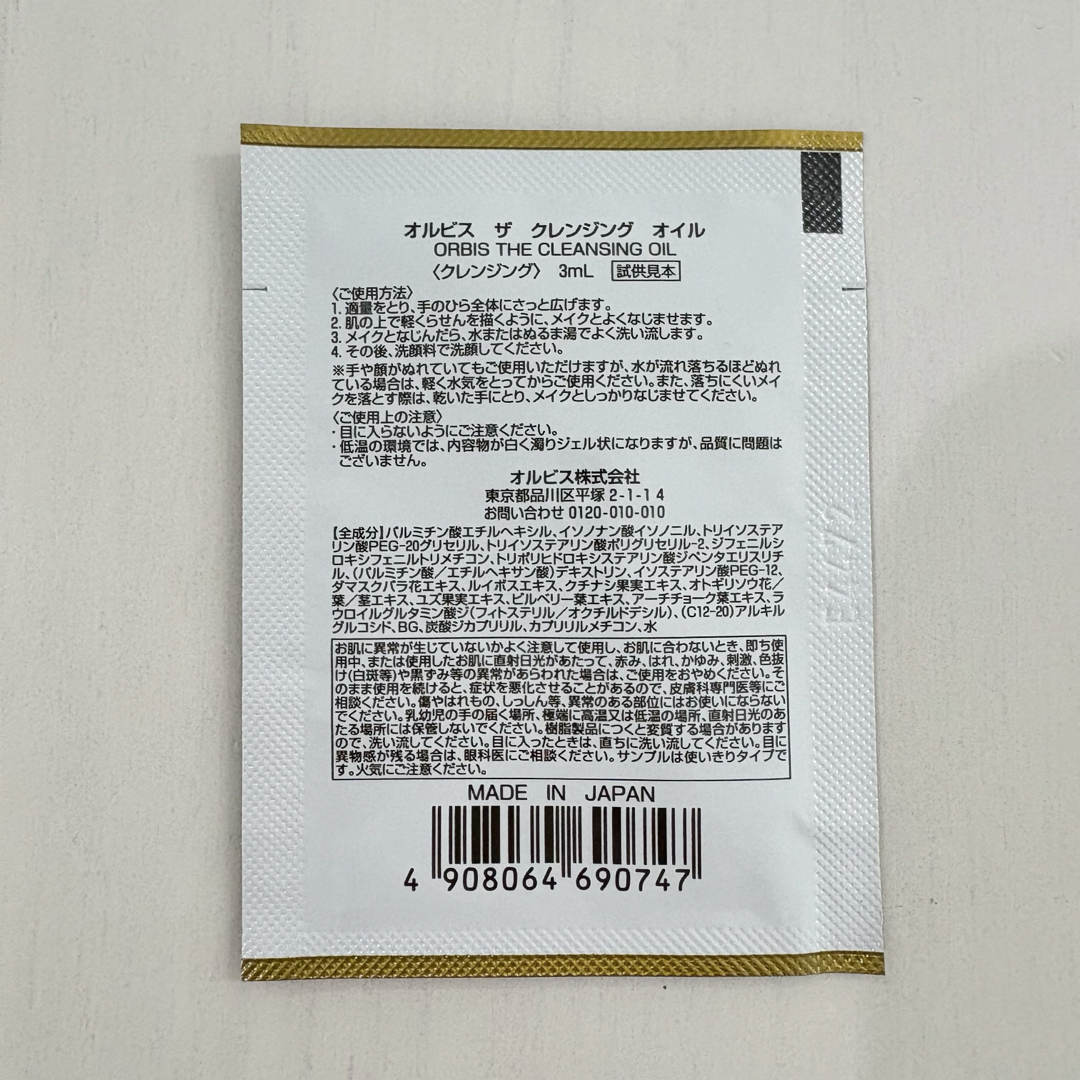 オルビス ザ クレンジング オイル
ORBIS THE CLEANSING OIL
〈クレンジング〉 3mL 試供見本
〈ご使用方法〉
1. 適量をとり、手のひら全体にさっと広げます。
2. 肌の上で軽くらせんを描くように、メイクとよくなじませます。
3. メイクとなじんだら、水またはぬるま湯でよく洗い流します。
4. その後、洗顔料で洗顔してください。
※手や顔がぬれていてもご使用いただけますが、水が流れ落ちるほどぬれ
ている場合は、軽く水気をとってからご使用ください。また、落ちにくいメイ
クを落とす際は、乾いた手にとり、メイクとしっかりなじませてください。
〈ご使用上の注意〉
・目に入らないようにご注意ください。
・低温の環境では、内容物が白く濁りジェル状になりますが、品質に問題は
ございません。
オルビス株式会社
東京都品川区平塚 2-1-1 4
お問い合わせ 0120-010-010
【全成分】パルミチン酸エチルヘキシル、イソノナン酸イソノニル、トリイソステア
リン酸PEG-20グリセリル、トリイソステアリン酸ポリグリセリル-2、ジフェニルシ
ロキシフェニルトリメチコン、トリポリヒドロキシステアリン酸ジペンタエリスリチ
ル、(パルミチン酸/エチルヘキサン酸)デキストリン、イソステアリン酸PEG-12、
ダマスクバラ花エキス、ルイボスエキス、クチナシ果実エキス、オトギリソウ花/
葉/茎エキス、ユズ果実エキス、ビルベリー葉エキス、アーチチョーク葉エキス、ラ
ウロイルグルタミン酸ジ(フィトステリル/オクチルドデシル)、(C12-20)アルキル
グルコシド、BG、炭酸ジカプリリル、カプリリルメチコン、水
お肌に異常が生じていないかよく注意して使用し、お肌に合わないとき、即ち使
用中、または使用したお肌に直射日光があたって、赤み、はれ、かゆみ、刺激、色抜
け(白斑等)や黒ずみ等の異常があらわれた場合は、ご使用をおやめください。そ
のまま使用を続けると、症状を悪化させることがあるので、皮膚科専門医等にご
相談ください。傷やはれもの、しっしん等、異常のある部位にはお使いにならない
でください。乳幼児の手の届く場所、極端に高温又は低温の場所、直射日光のあ
たる場所には保管しないでください。樹脂製品につくと変質する場合があります
ので、洗い流してください。目に入ったときは、直ちに洗い流してください。目に
異物感が残る場合は、眼科医にご相談ください。サンプルは使いきりタイプで
す。火気にご注意ください。
MADE IN JAPAN
4 908064 690747